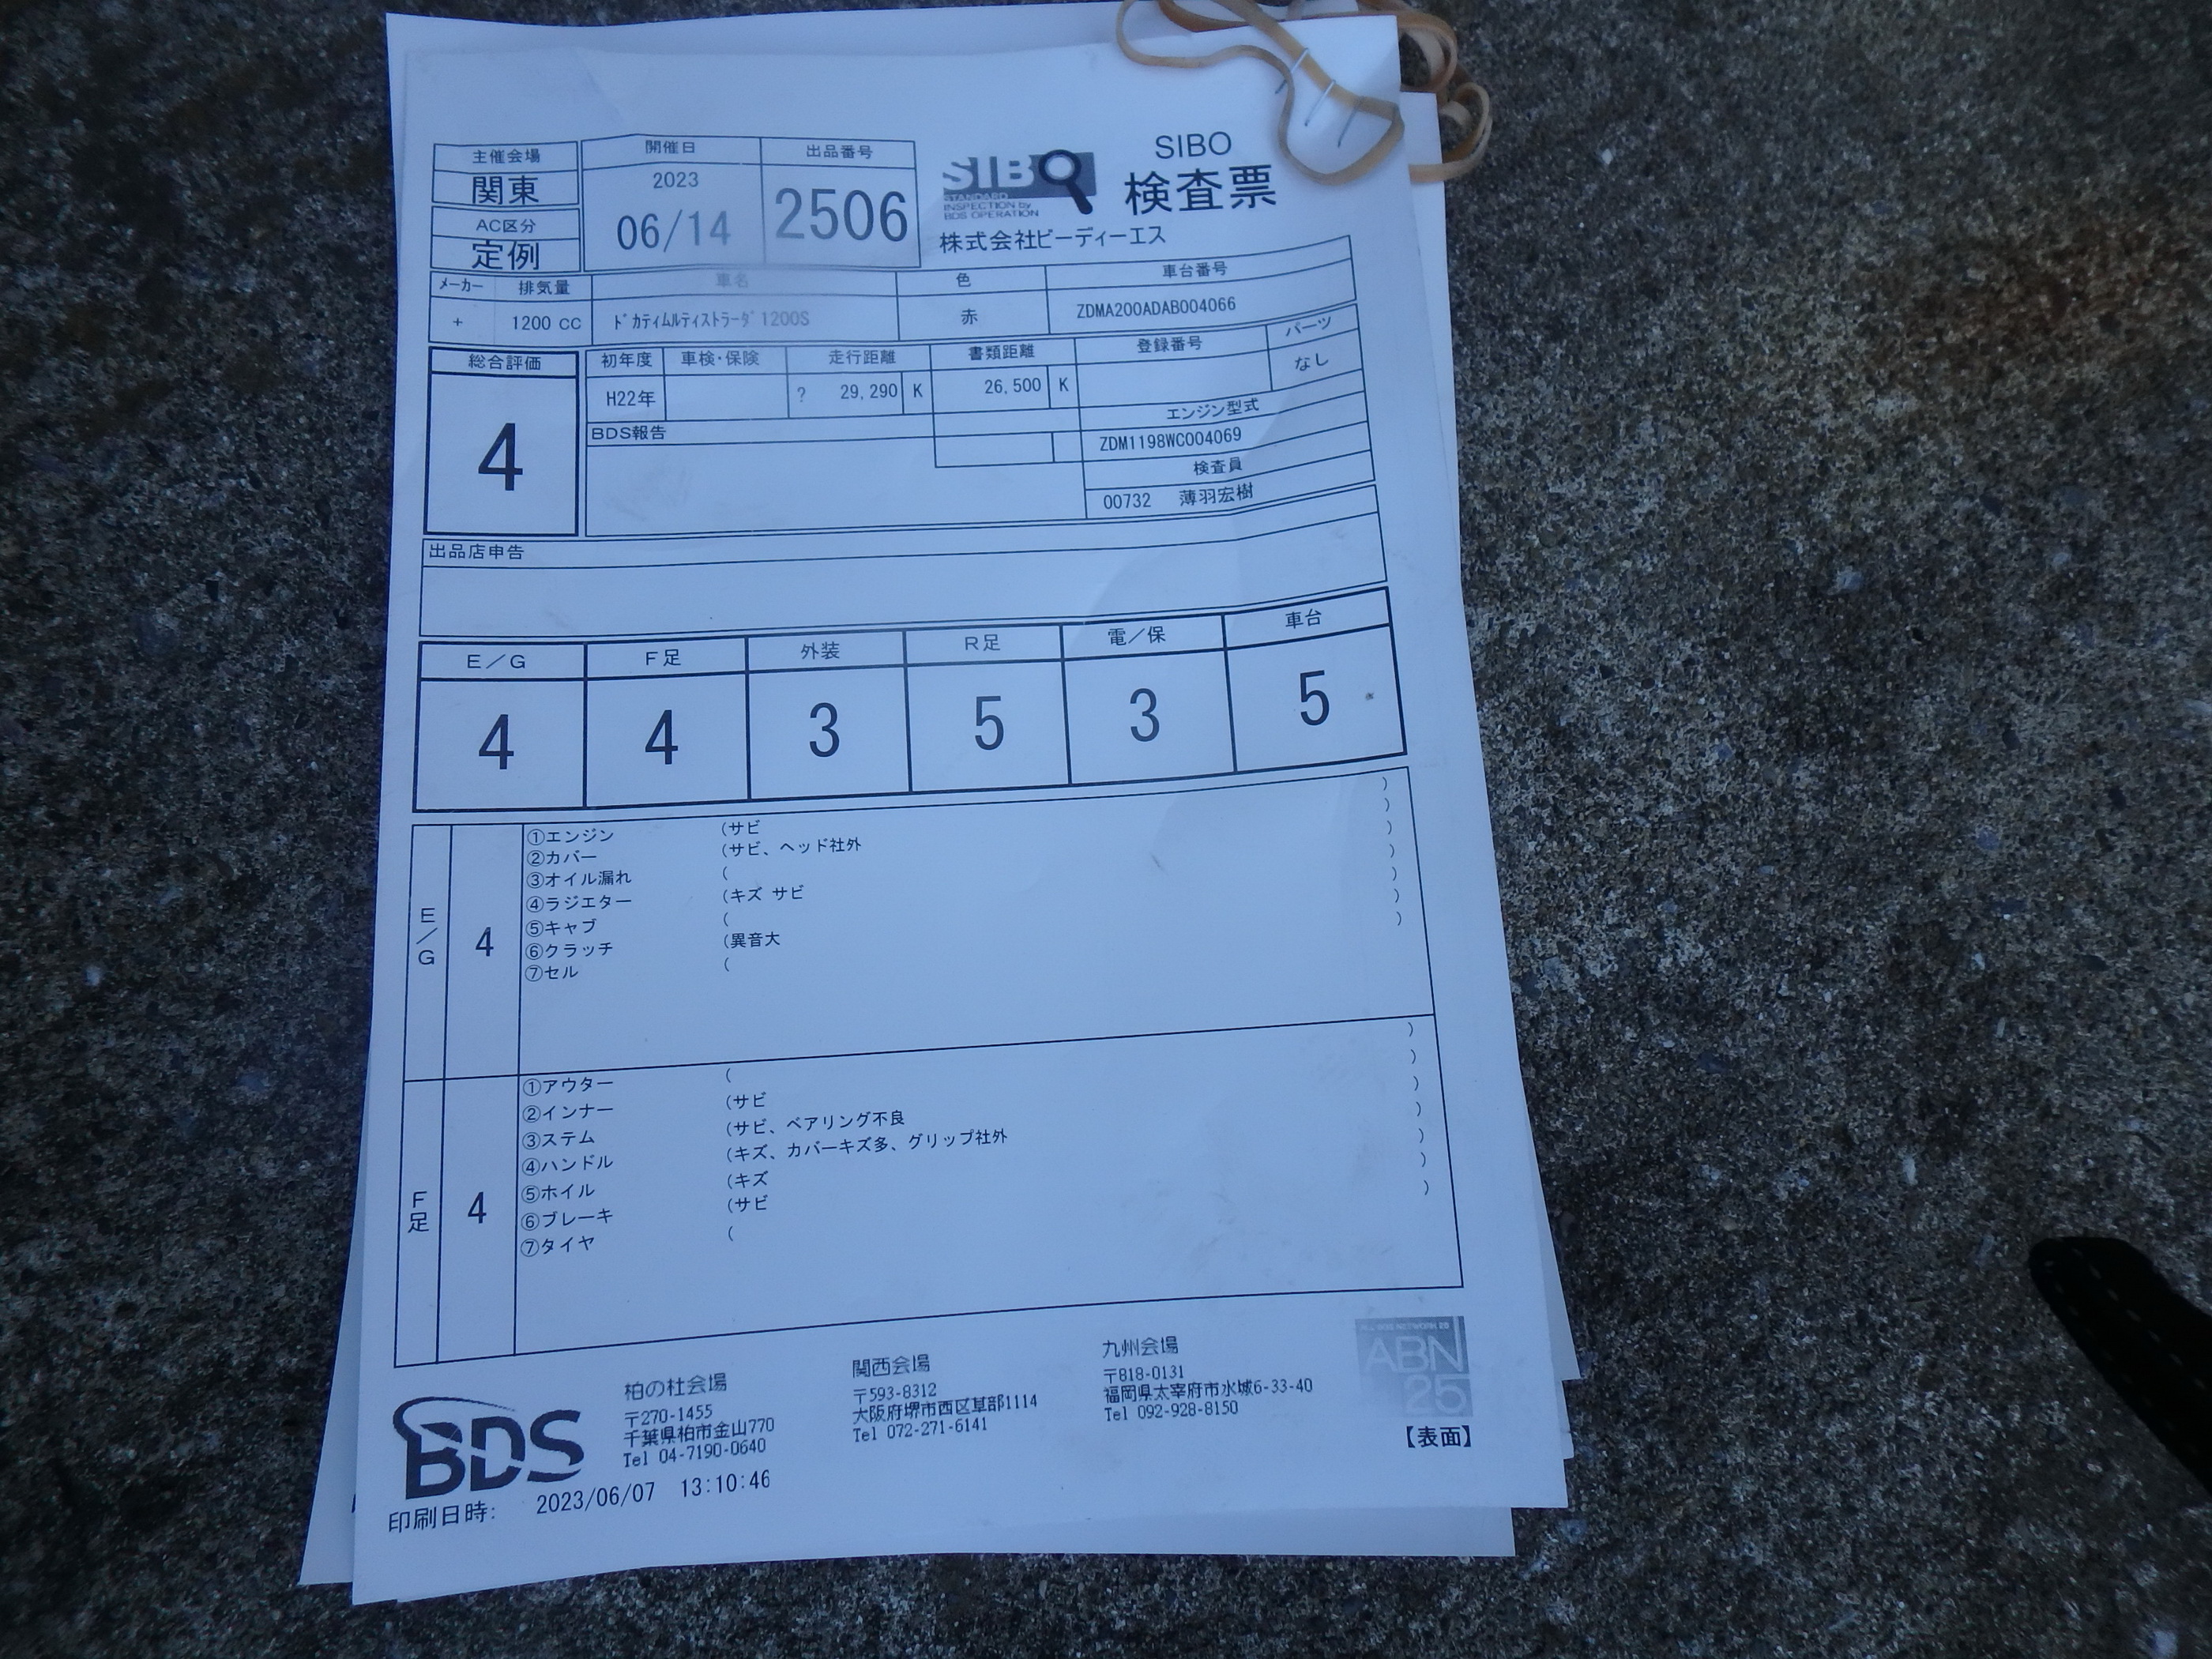 主催会場
関東
AC区分
定例
開催日
2023
06/14
出品番号
2506
SIBO
STANDARD
INSPECTION by
BDS OPERATION
SIBO
検査票
株式会社ビーディーエス
メーカー 排気量 車名 色 車台番号
+ 1200 CC ﾄﾞｶﾃｨﾑﾙﾃｨｽﾄﾗｰﾀﾞ1200S 赤 ZDMA200ADAB004066
総合評価
4
初年度 車検・保険 走行距離 書類距離 登録番号 パーツ
H22年 ? 29,290 K 26,500 K なし
BDS報告
エンジン型式
ZDM1198WC004069
検査員
00732 薄羽宏樹
出品店申告
E／G F足 外装 R足 電／保 車台
4 4 3 5 3 5
E／G
4
①エンジン (サビ )
②カバー (サビ、ヘッド社外 )
③オイル漏れ ( )
④ラジエター (キズ サビ )
⑤キャブ ( )
⑥クラッチ (異音大 )
⑦セル ( )
F足
4
①アウター ( )
②インナー (サビ )
③ステム (サビ、ベアリング不良 )
④ハンドル (キズ、カバーキズ多、グリップ社外 )
⑤ホイル (キズ )
⑥ブレーキ (サビ )
⑦タイヤ ( )
BDS
柏の杜会場
〒270-1455
千葉県柏市金山770
Tel 04-7190-0640
関西会場
〒593-8312
大阪府堺市西区草部1114
Tel 072-271-6141
九州会場
〒818-0131
福岡県太宰府市水城6-33-40
Tel 092-928-8150
ABN
25
【表面】
印刷日時: 2023/06/07 13:10:46